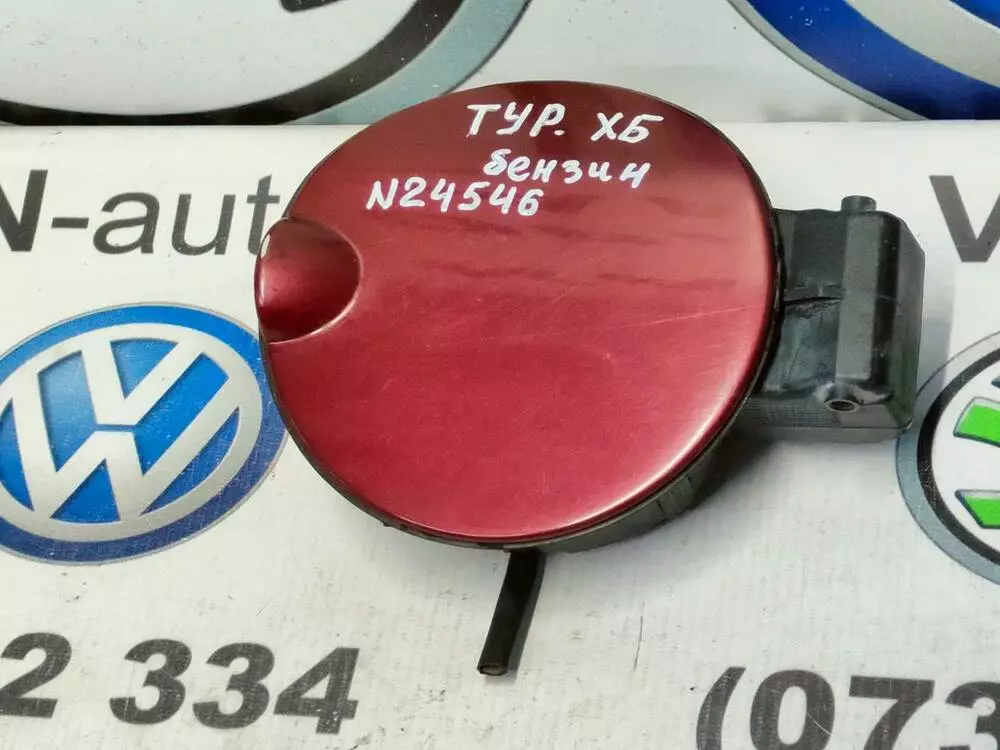 ТУР. ХБ
бензин
N24546
N-aut
V
2 334
(073